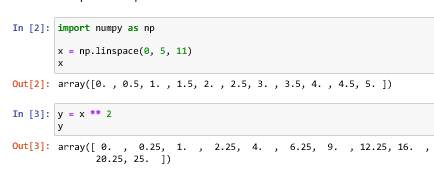 In [2]: import numpy as np
x = np.linspace(0, 5, 11)
x
Out[2]: array([0. , 0.5, 1. , 1.5, 2. , 2.5, 3. , 3.5, 4. , 4.5, 5. ])
In [3]: y = x ** 2
y
Out[3]: array([ 0.  ,  0.25,  1.  ,  2.25,  4.  ,  6.25,  9.  , 12.25, 16.  ,
20.25, 25.  ])